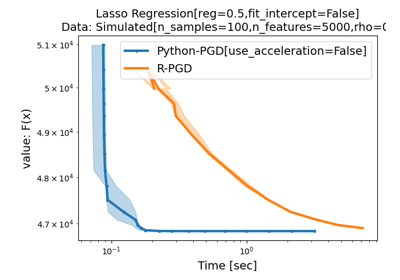 Lasso Regression[reg=0.5,fit_intercept=False]
Data: Simulated[n_samples=100,n_features=5000,rho=0
Python-PGD[use_acceleration=False]
R-PGD
value: F(x)
5.1 × 10⁴
5 × 10⁴
4.9 × 10⁴
4.8 × 10⁴
4.7 × 10⁴
10⁻¹
10⁰
Time [sec]